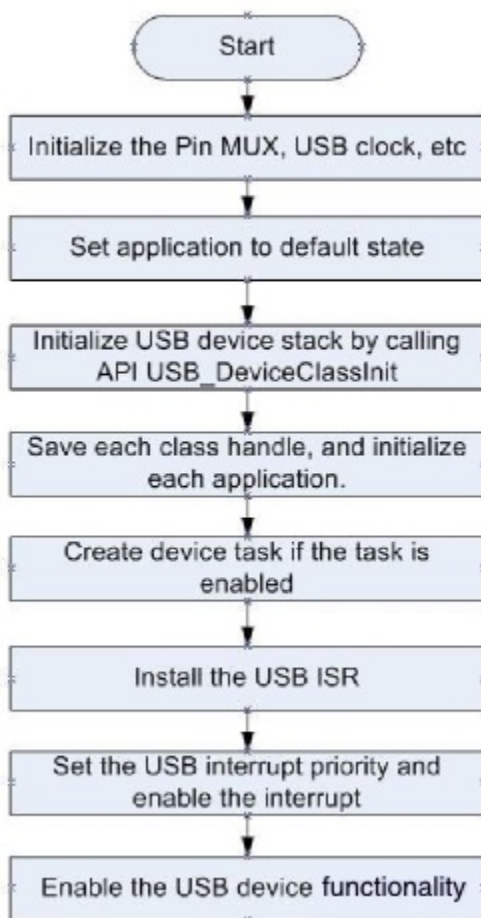 Start
Initialize the Pin MUX, USB clock, etc
Set application to default state
Initialize USB device stack by calling
API USB_DeviceClassInit
Save each class handle, and initialize
each application.
Create device task if the task is
enabled
Install the USB ISR
Set the USB interrupt priority and
enable the interrupt
Enable the USB device functionality